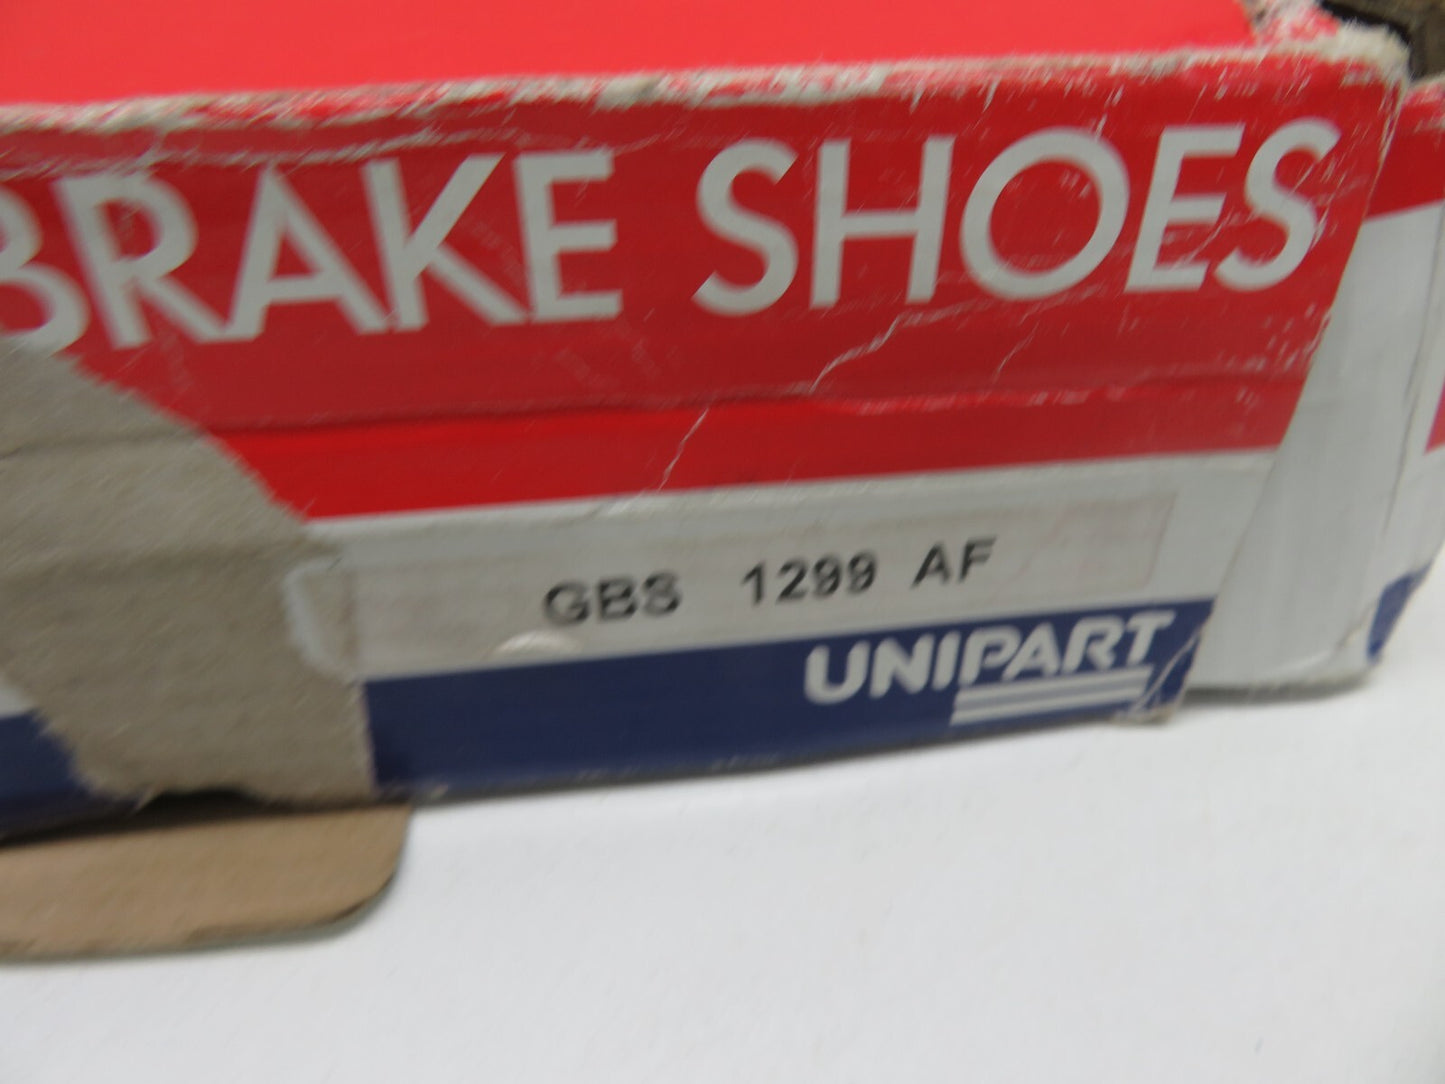 BRAKE SHOES
GBS 1299 AF
UNIPART